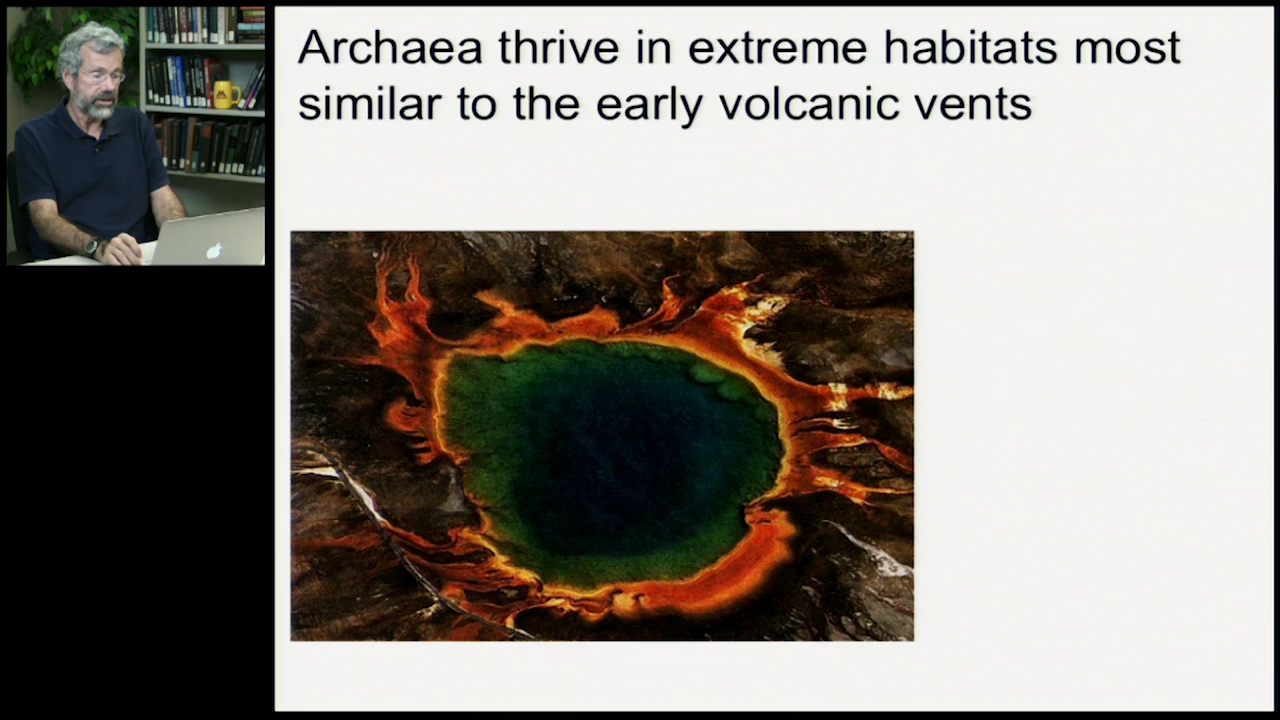 Archaea thrive in extreme habitats most
similar to the early volcanic vents